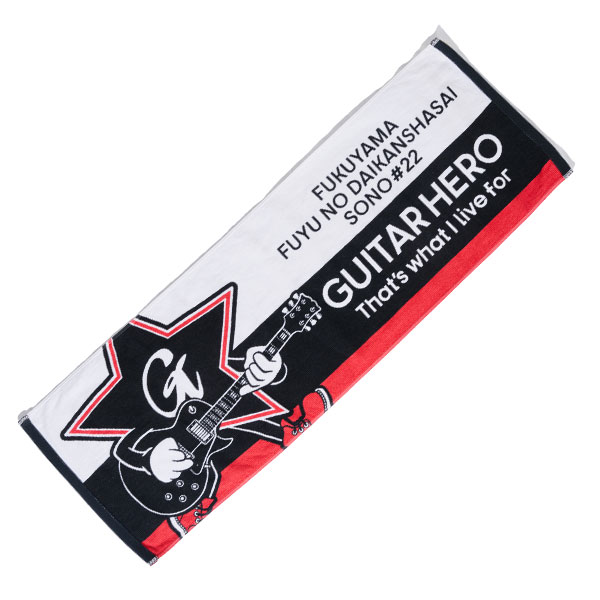 FUKUYAMA
FUYU NO DAIKANSHASAI
SONO#22
GUITAR HERO
That's what I live for
G